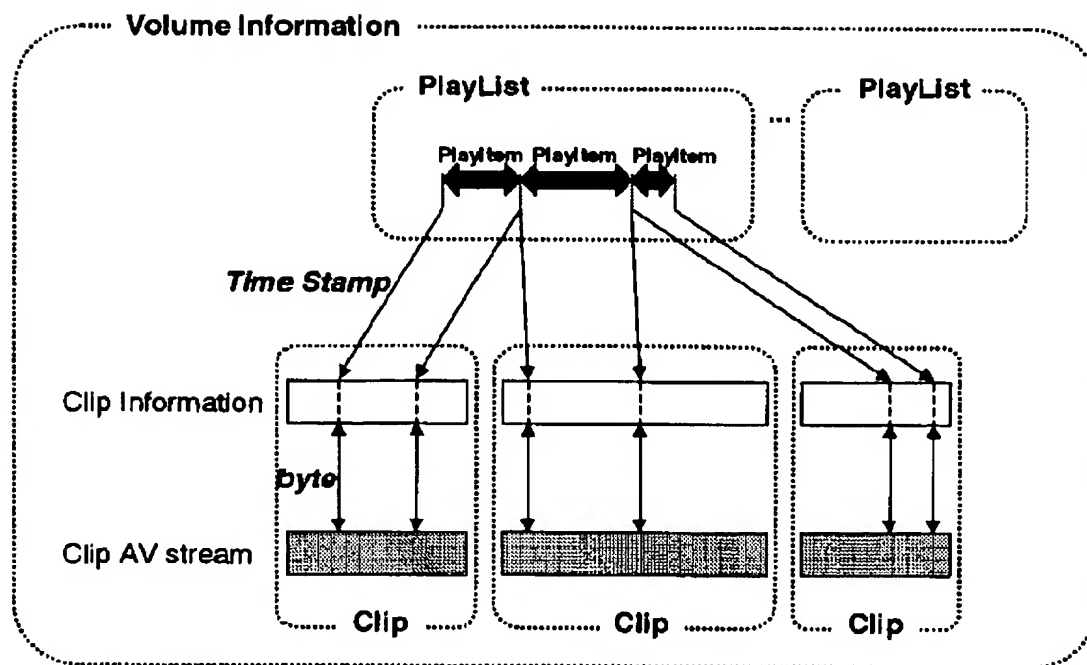 Volume Information
PlayList
PlayList
...
PlayItem PlayItem PlayItem
Time Stamp
Clip Information
byte
Clip AV stream
Clip
Clip
Clip